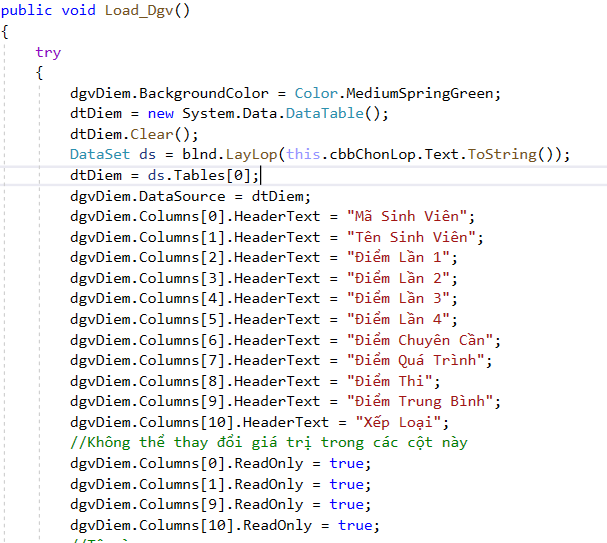 public void Load_Dgv()
{
try
{
dgvDiem.BackgroundColor = Color.MediumSpringGreen;
dtDiem = new System.Data.DataTable();
dtDiem.Clear();
DataSet ds = blnd.LayLop(this.cbbChonLop.Text.ToString());
dtDiem = ds.Tables[0];
dgvDiem.DataSource = dtDiem;
dgvDiem.Columns[0].HeaderText = "Mã Sinh Viên";
dgvDiem.Columns[1].HeaderText = "Tên Sinh Viên";
dgvDiem.Columns[2].HeaderText = "Điểm Lần 1";
dgvDiem.Columns[3].HeaderText = "Điểm Lần 2";
dgvDiem.Columns[4].HeaderText = "Điểm Lần 3";
dgvDiem.Columns[5].HeaderText = "Điểm Lần 4";
dgvDiem.Columns[6].HeaderText = "Điểm Chuyên Cần";
dgvDiem.Columns[7].HeaderText = "Điểm Quá Trình";
dgvDiem.Columns[8].HeaderText = "Điểm Thi";
dgvDiem.Columns[9].HeaderText = "Điểm Trung Bình";
dgvDiem.Columns[10].HeaderText = "Xếp Loại";
//Không thể thay đổi giá trị trong các cột này
dgvDiem.Columns[0].ReadOnly = true;
dgvDiem.Columns[1].ReadOnly = true;
dgvDiem.Columns[9].ReadOnly = true;
dgvDiem.Columns[10].ReadOnly = true;